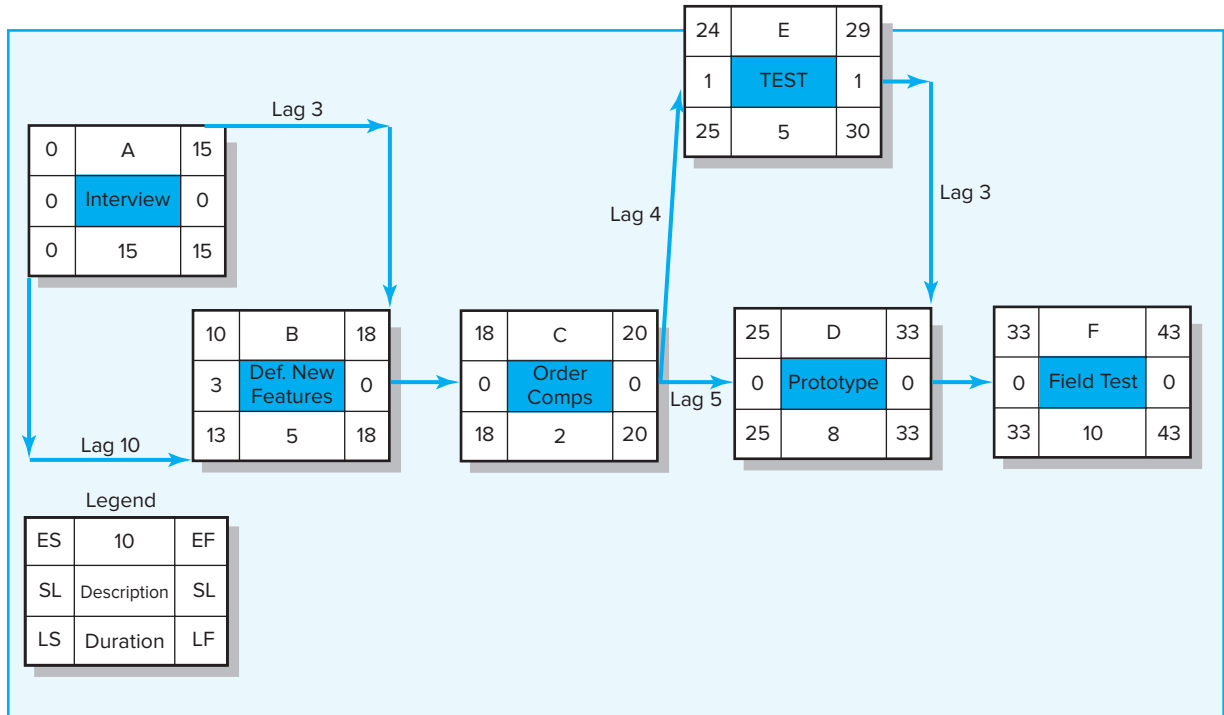 24 E 29
1 TEST 1
25 5 30
Lag 3
0 A 15
0 Interview 0
0 15 15
Lag 4
Lag 3
10 B 18
3 Def. New
Features 0
13 5 18
18 C 20
0 Order
Comps 0
18 2 20
Lag 5
25 D 33
0 Prototype 0
25 8 33
33 F 43
0 Field Test 0
33 10 43
Lag 10
Legend
ES 10 EF
SL Description SL
LS Duration LF